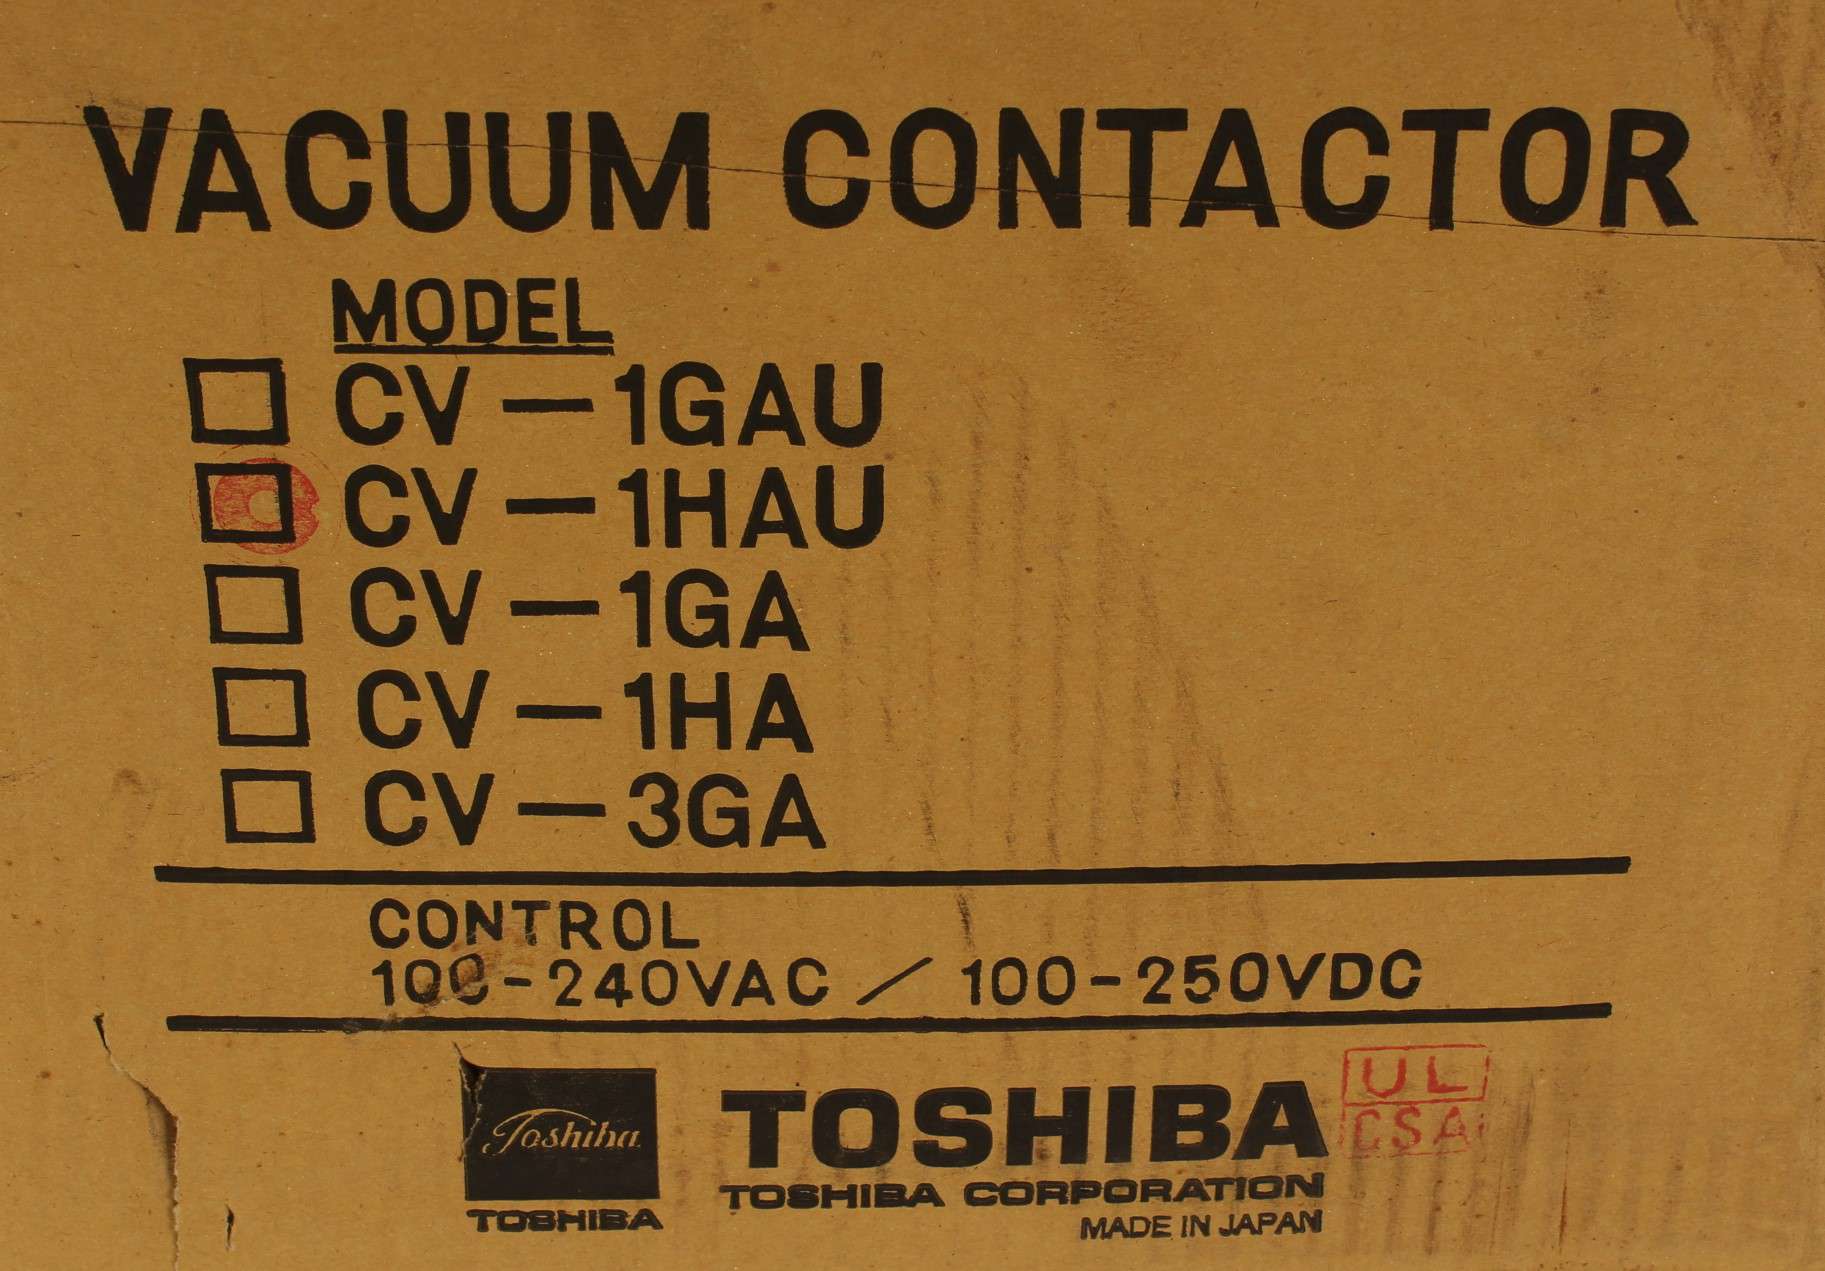 VACUUM CONTACTOR
MODEL
CV-1GAU
CV-1HAU
CV-1GA
CV-1HA
CV-3GA
CONTROL
100-240VAC / 100-250VDC
Toshiba
TOSHIBA
TOSHIBA
TOSHIBA CORPORATION
MADE IN JAPAN
UL
CSA